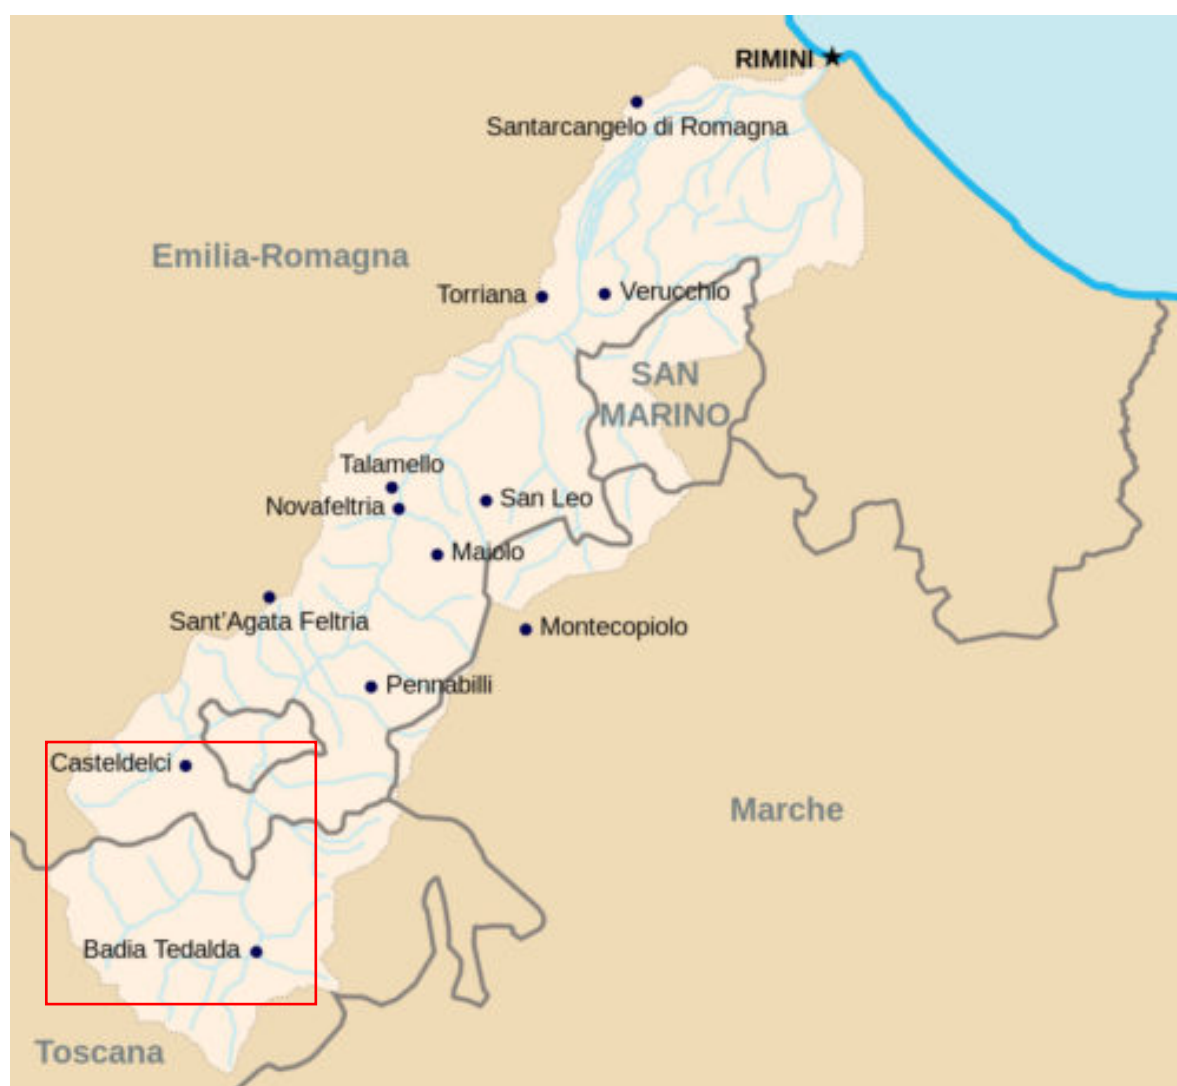 RIMINI
Santarcangelo di Romagna
Emilia-Romagna
Torriana
Verucchio
SAN
MARINO
Talamello
Novafeltria
San Leo
Maiolo
Sant'Agata Feltria
Montecopiolo
Pennabilli
Casteldelci
Marche
Badia Tedalda
Toscana